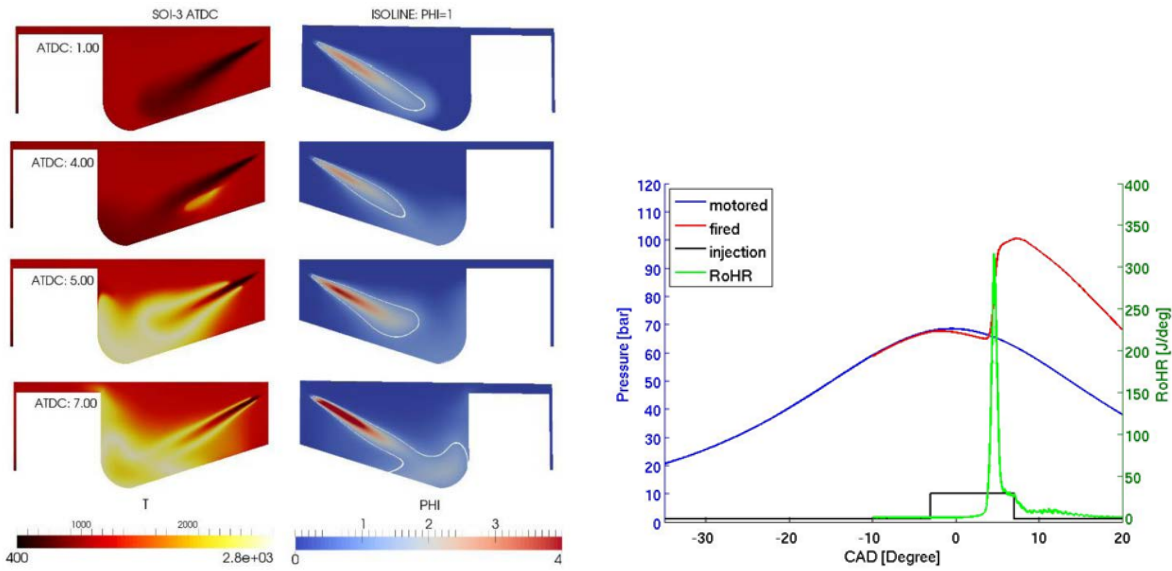 SOI-3 ATDC
ISOLINE: PHI=1
ATDC: 1.00
ATDC: 4.00
ATDC: 5.00
ATDC: 7.00
T
PHI
1000
2000
400
2.8e+03
1
2
3
0
4
motored
fired
injection
RoHR
Pressure [bar]
120
110
100
90
80
70
60
50
40
30
20
10
0
400
350
300
250
200
150
100
50
0
RoHR [J/deg]
-30
-20
-10
0
10
20
CAD [Degree]